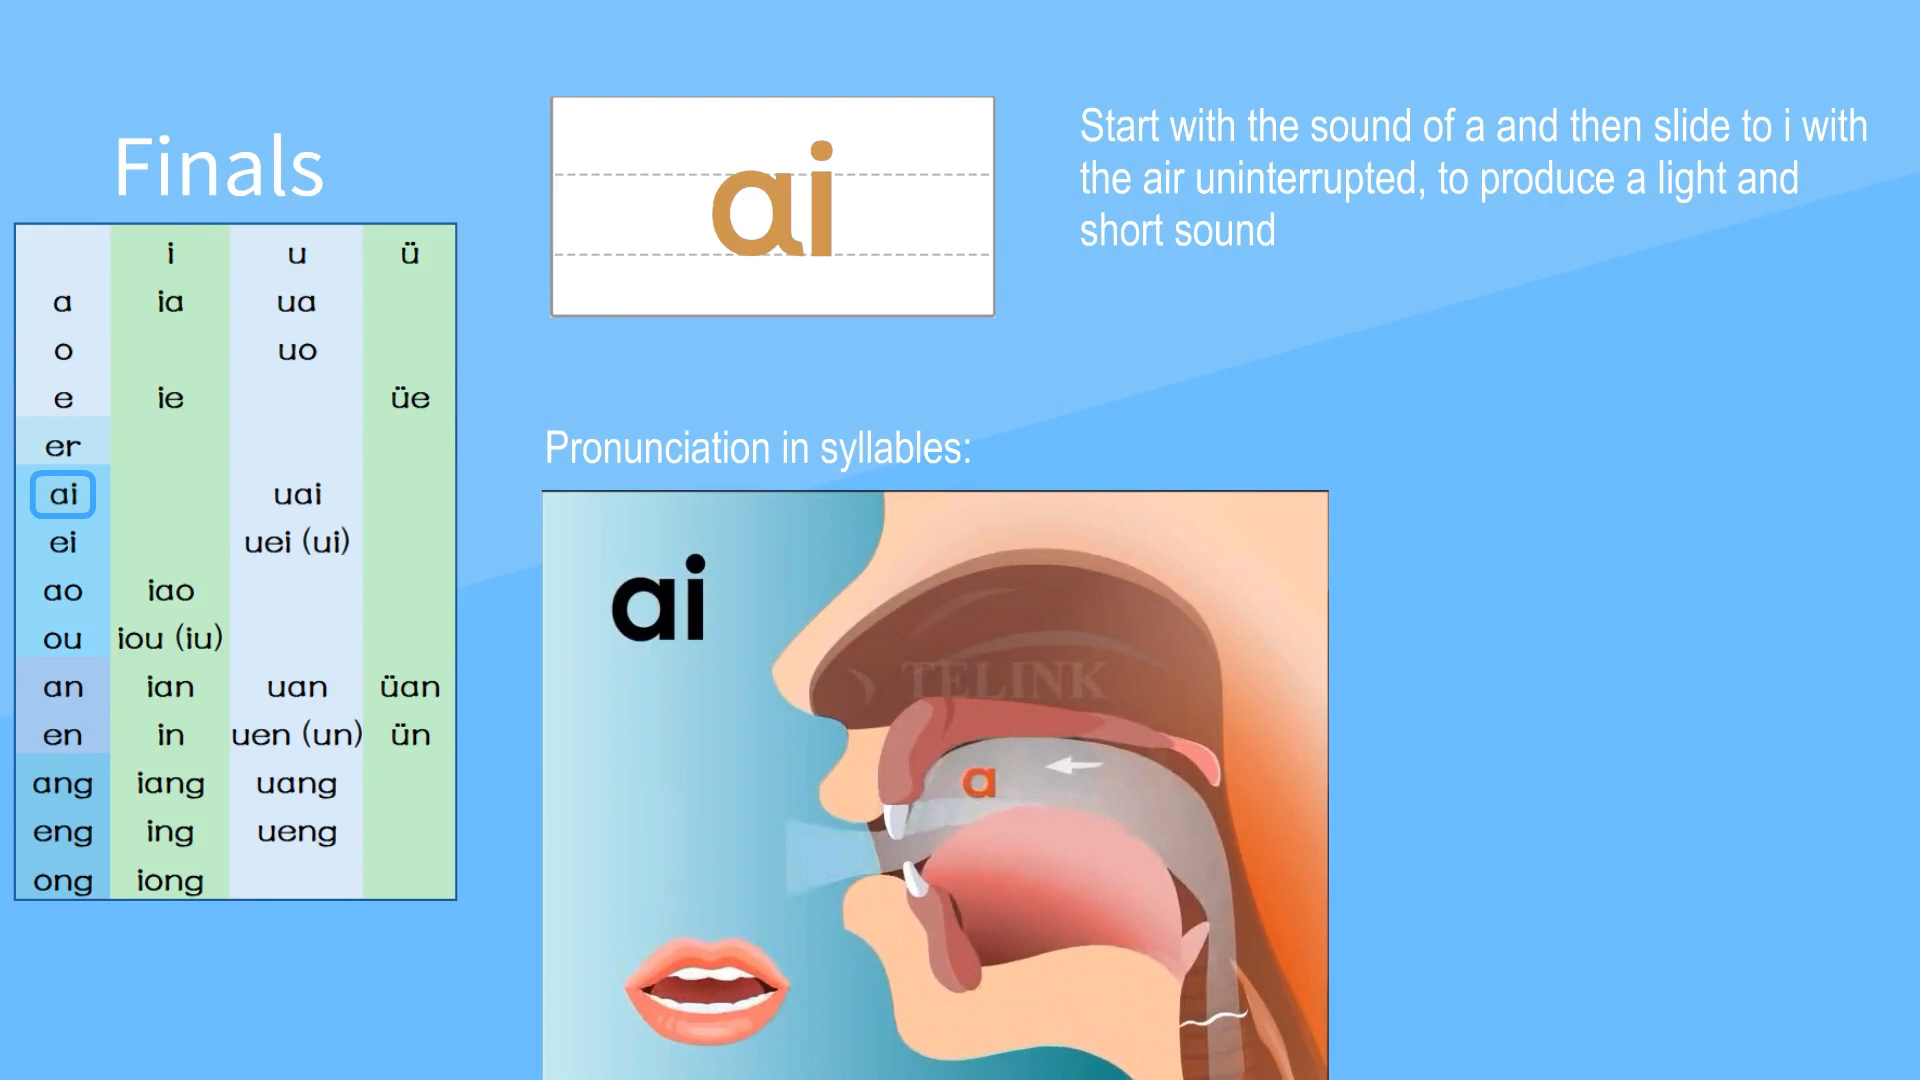 Finals
i u ü
a ia ua
o uo
e ie üe
er
ai uai
ei uei (ui)
ao iao
ou iou (iu)
an ian uan üan
en in uen (un) ün
ang iang uang
eng ing ueng
ong iong
ai
Start with the sound of a and then slide to i with
the air uninterrupted, to produce a light and
short sound
Pronunciation in syllables:
ai
TELINK
a